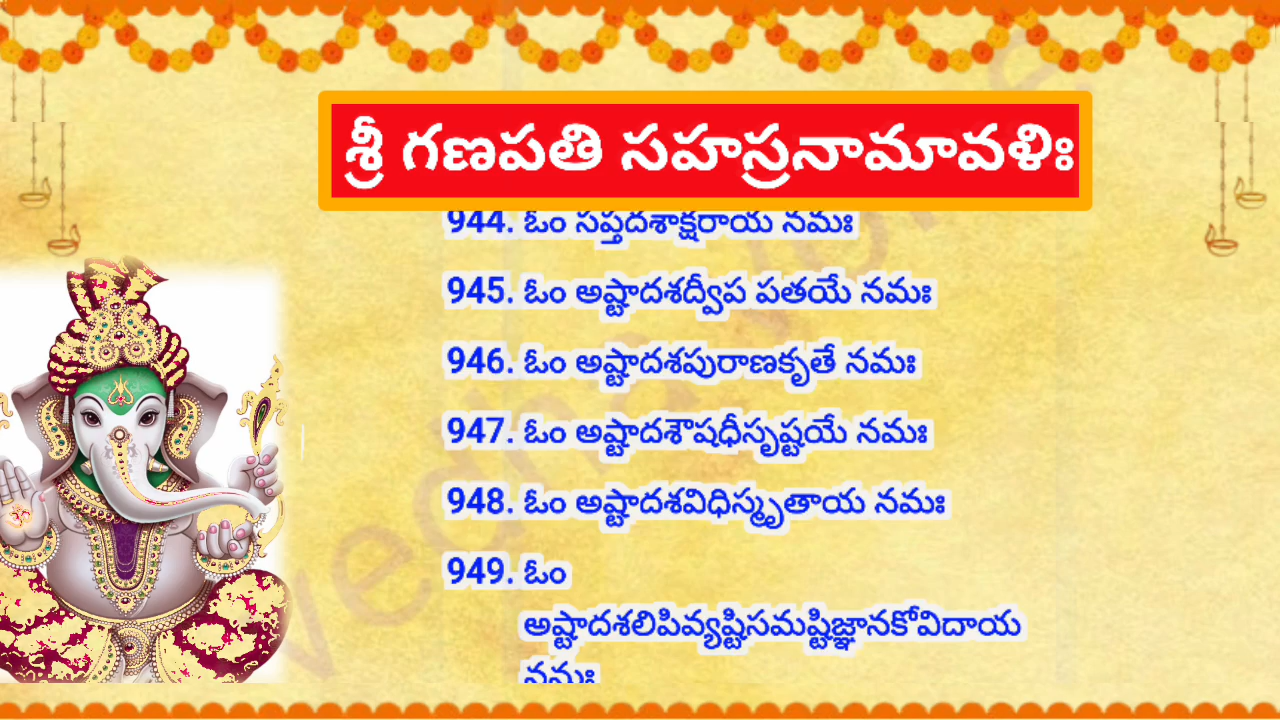 శ్రీ గణపతి సహస్రనామావళిః
944. ఓం సప్తదశాక్షరాయ నమః
945. ఓం అష్టాదశద్వీప పతయే నమః
946. ఓం అష్టాదశపురాణకృతే నమః
947. ఓం అష్టాదశౌషధీసృష్టయే నమః
948. ఓం అష్టాదశవిధిస్మృతాయ నమః
949. ఓం
అష్టాదశలిపివ్యష్టిసమష్టిజ్ఞానకోవిదాయ
నమః